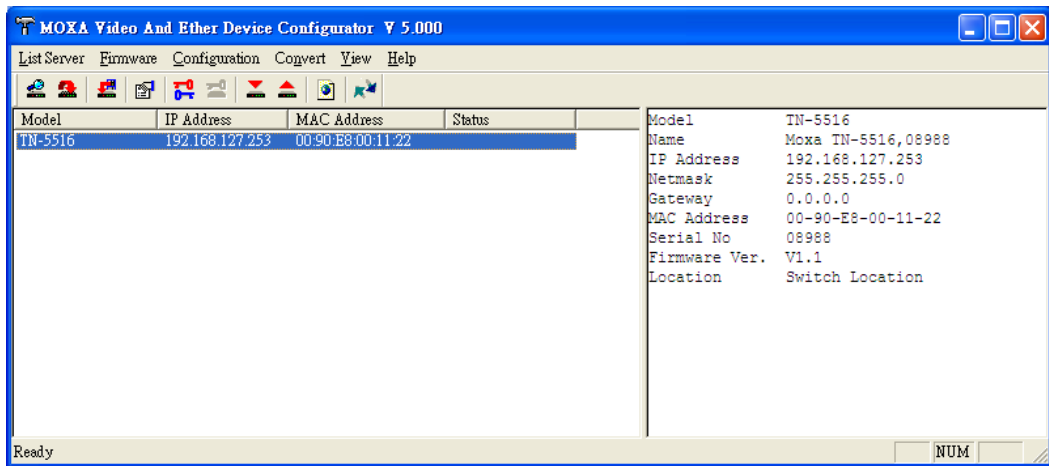 MOXA Video And Ether Device Configurator V 5.000
List Server Firmware Configuration Convert View Help
Model IP Address MAC Address Status
TN-5516 192.168.127.253 00:90:E8:00:11:22
Model TN-5516
Name Moxa TN-5516,08988
IP Address 192.168.127.253
Netmask 255.255.255.0
Gateway 0.0.0.0
MAC Address 00-90-E8-00-11-22
Serial No 08988
Firmware Ver. V1.1
Location Switch Location
Ready NUM